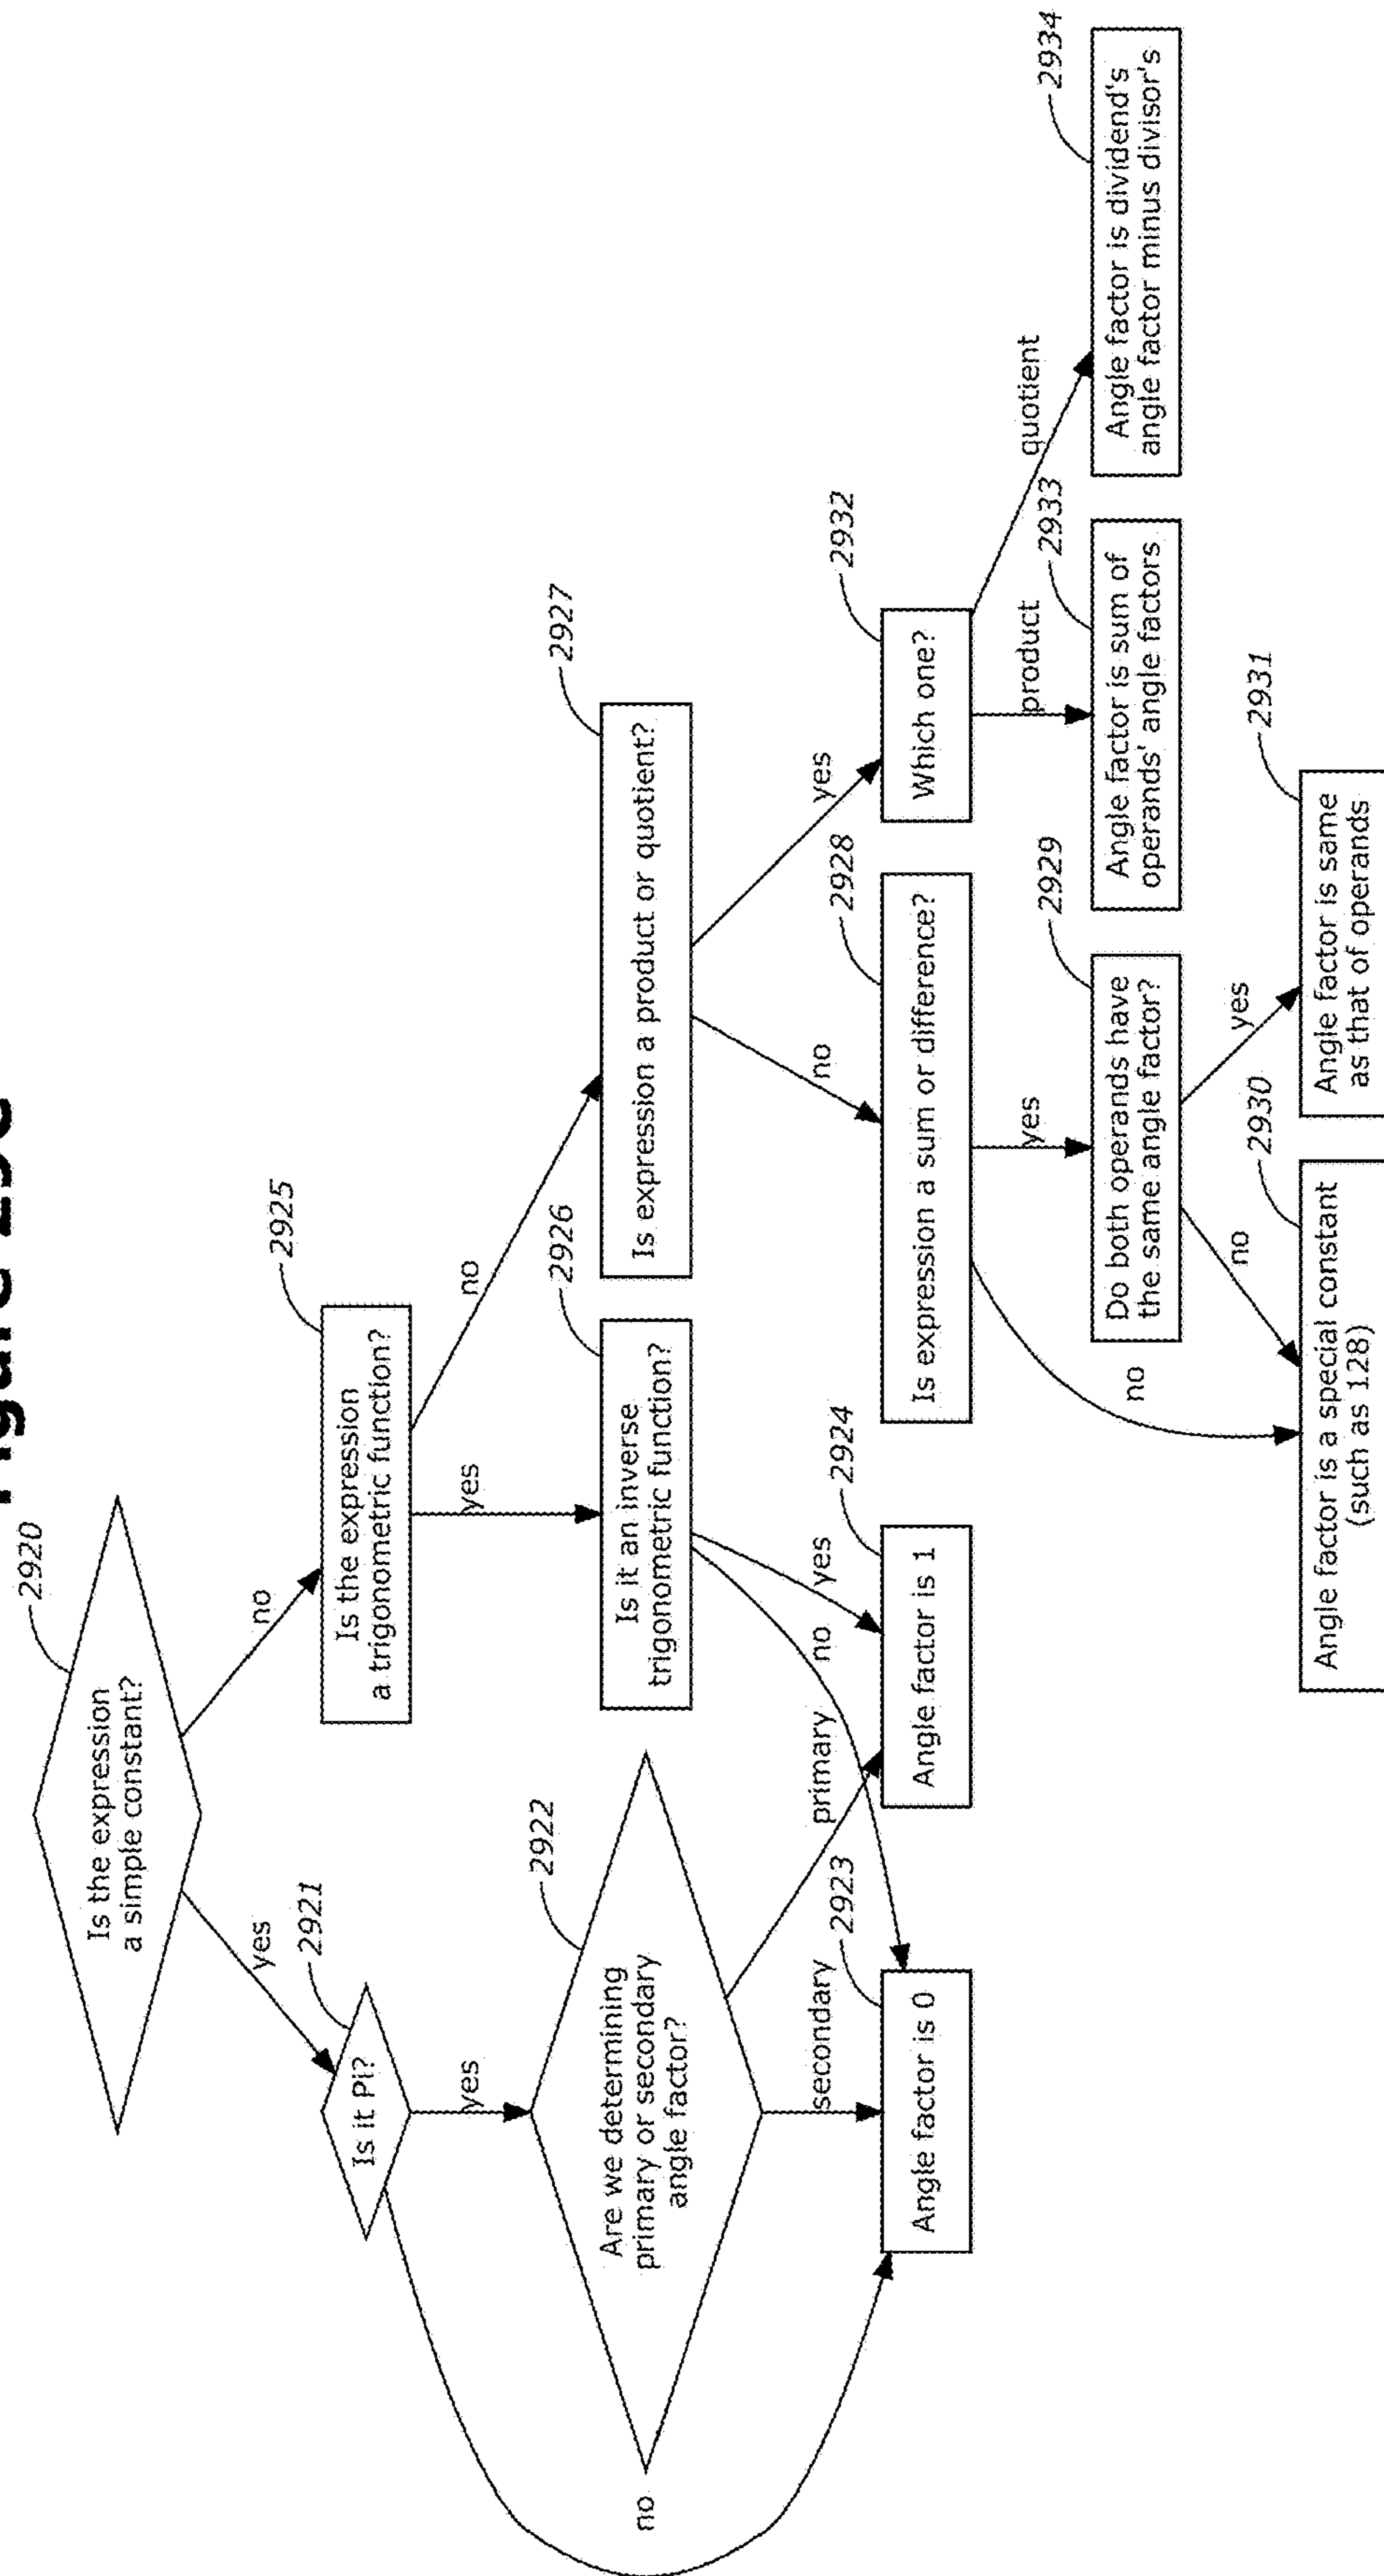 2920
Is the expression
a simple constant?
yes
no
2921
Is it Pi?
2925
Is the expression
a trigonometric function?
yes
yes
no
no
2922
Are we determining
primary or secondary
angle factor?
2926
Is it an inverse
trigonometric function?
2927
Is expression a product or quotient?
secondary
primary
no
yes
no
yes
2923
Angle factor is 0
2924
Angle factor is 1
2928
Is expression a sum or difference?
2932
Which one?
no
yes
product
quotient
2929
Do both operands have
the same angle factor?
2933
Angle factor is sum of
operands' angle factors
2934
Angle factor is dividend's
angle factor minus divisor's
no
yes
2930
Angle factor is a special constant
(such as 128)
2931
Angle factor is same
as that of operands